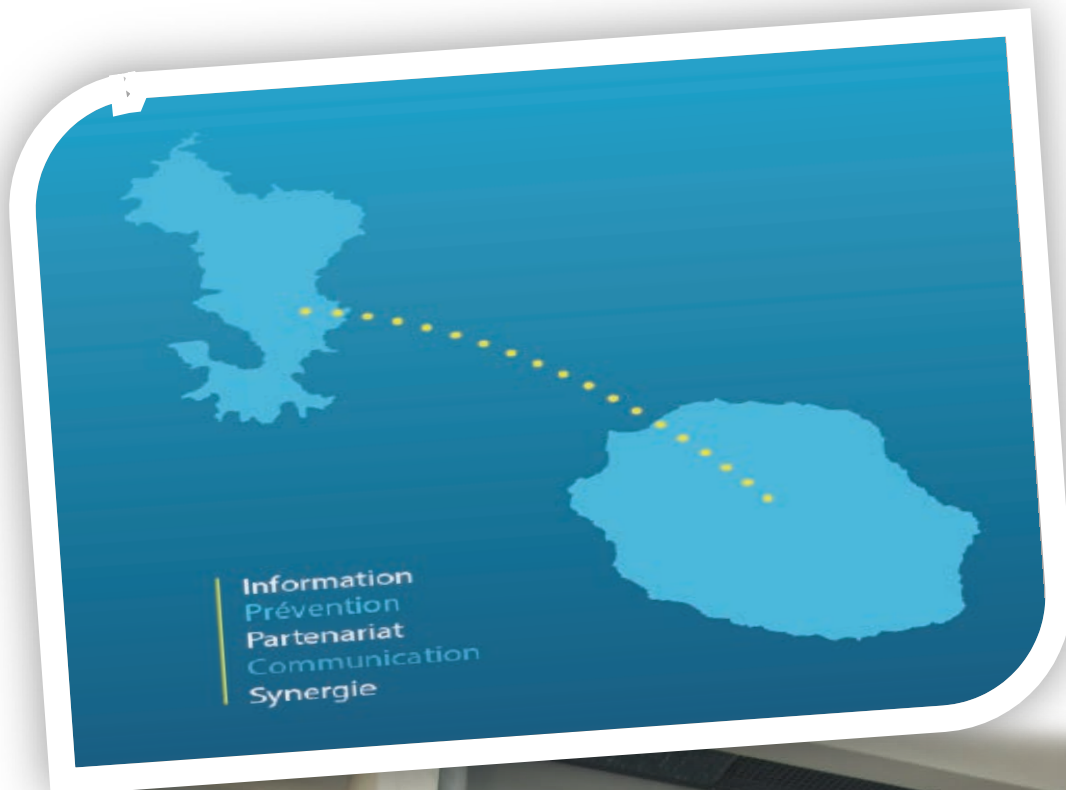 Information
Prévention
Partenariat
Communication
Synergie